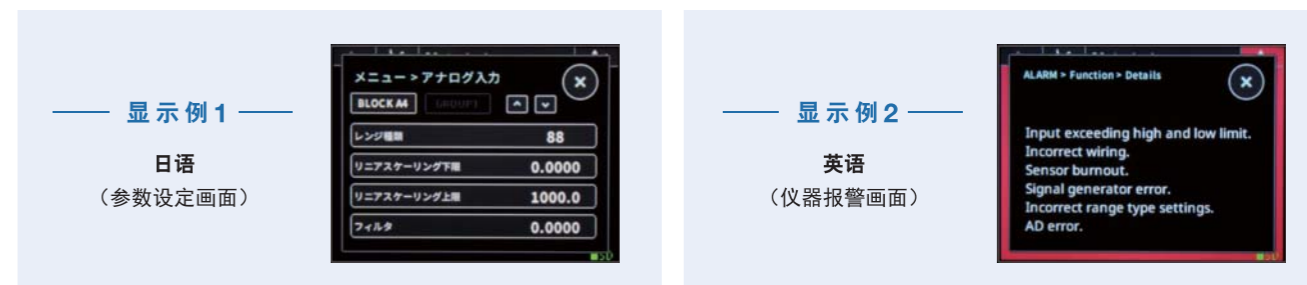 显示例1
日语
（参数设定画面）
メニュー > アナログ入力
BLOCK A4 GROUP1
レンジ種類 88
リニアスケーリング下限 0.0000
リニアスケーリング上限 1000.0
フィルタ 0.0000
SD
显示例2
英语
（仪器报警画面）
ALARM > Function > Details
Input exceeding high and low limit.
Incorrect wiring.
Sensor burnout.
Signal generator error.
Incorrect range type settings.
AD error.
SD